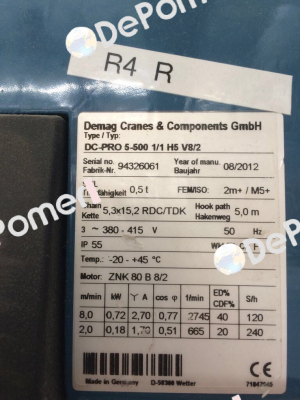 DePom
R4 R
Demag Cranes & Components GmbH
Type / Typ:
DC-PRO 5-500 1/1 H5 V8/2
Serial no. 94326061 Year of manu. 08/2012
Fabrik-Nr. Baujahr
0,5 t FEM/ISO: 2m+ / M5+
Chain 5,3x15,2 RDC/TDK Hook path 5,0 m
Kette Hakenweg
3 ~ 380 - 415 V 50 Hz
IP 55
Temp.: -20 - +45 °C
Motor: ZNK 80 B 8/2
m/min kW Y A cos φ 1/min ED% CDF% S/h
8,0 0,72 2,70 0,77 2745 40 120
2,0 0,18 1,70 0,51 665 20 240
CE
Made in Germany D-58300 Wetter 71847545